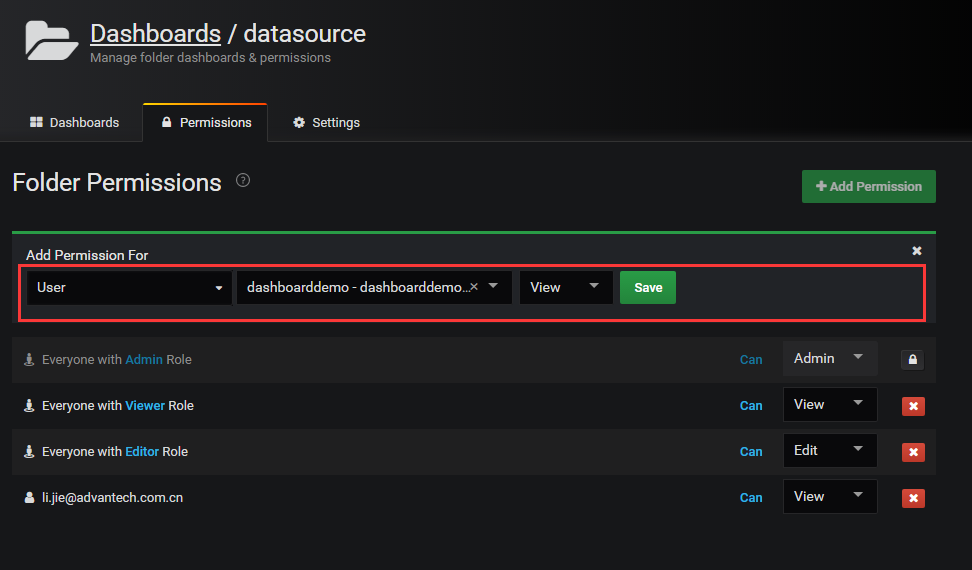 Dashboards / datasource
Manage folder dashboards & permissions
Dashboards Permissions Settings
Folder Permissions ?
+ Add Permission
Add Permission For
User dashboarddemo - dashboarddemo... View Save
Everyone with Admin Role Can Admin
Everyone with Viewer Role Can View
Everyone with Editor Role Can Edit
li.jie@advantech.com.cn Can View